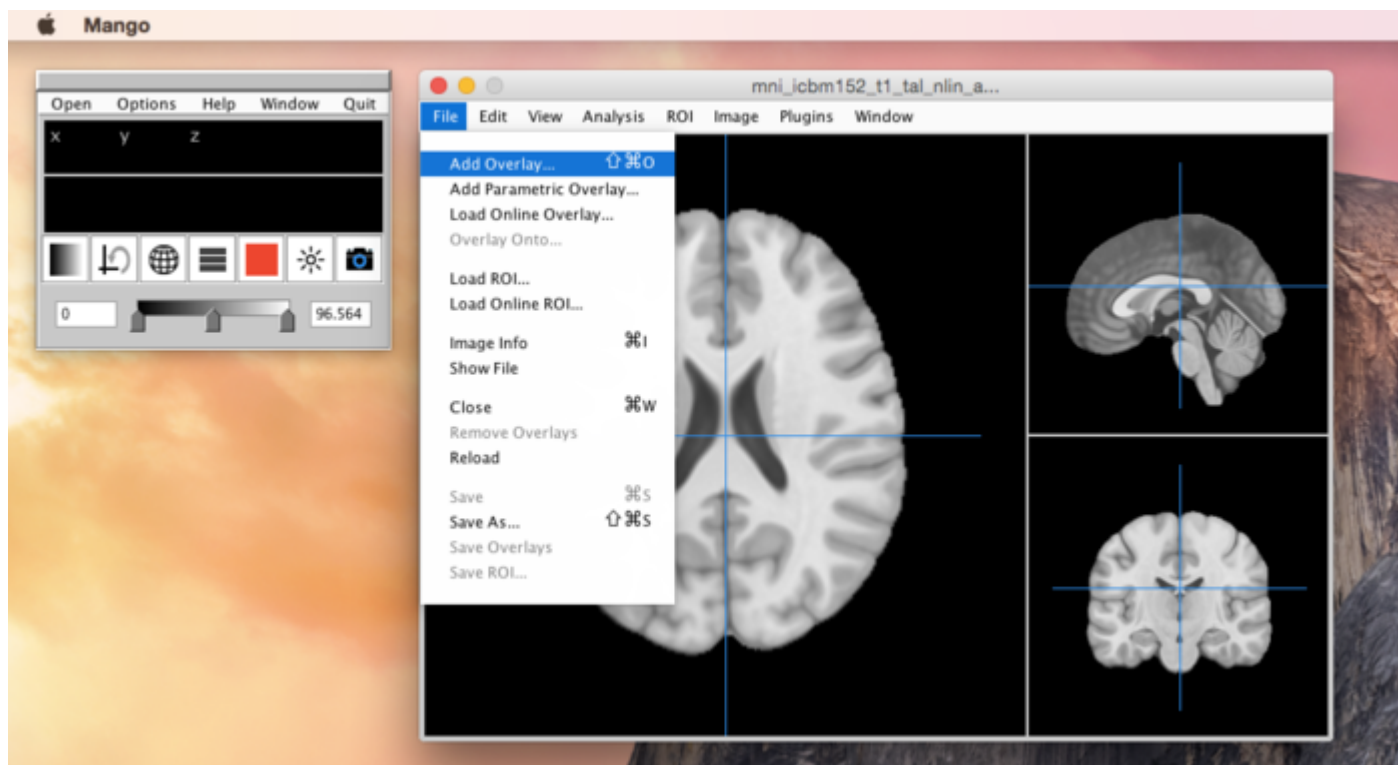 Mango
Open Options Help Window Quit
x y z
0 96.564
mni_icbm152_t1_tal_nlin_a...
File Edit View Analysis ROI Image Plugins Window
Add Overlay... ⇧⌘O
Add Parametric Overlay...
Load Online Overlay...
Overlay Onto...
Load ROI...
Load Online ROI...
Image Info ⌘I
Show File
Close ⌘W
Remove Overlays
Reload
Save ⌘S
Save As... ⇧⌘S
Save Overlays
Save ROI...